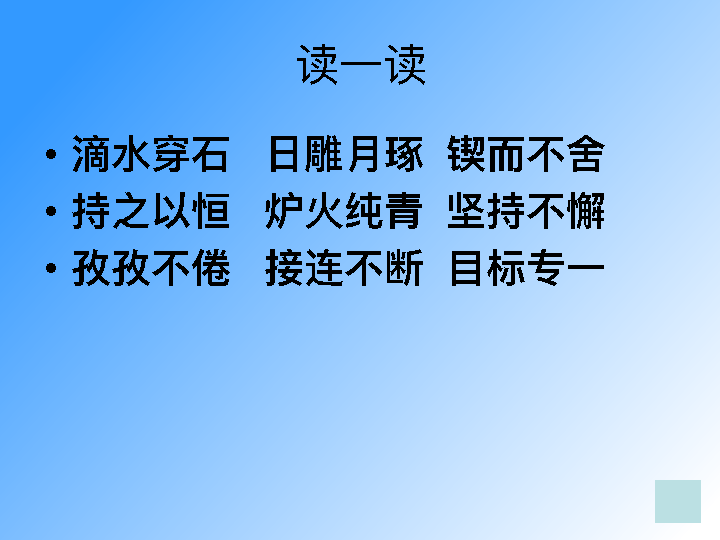 读一读
• 滴水穿石 日雕月琢 锲而不舍
• 持之以恒 炉火纯青 坚持不懈
• 孜孜不倦 接连不断 目标专一